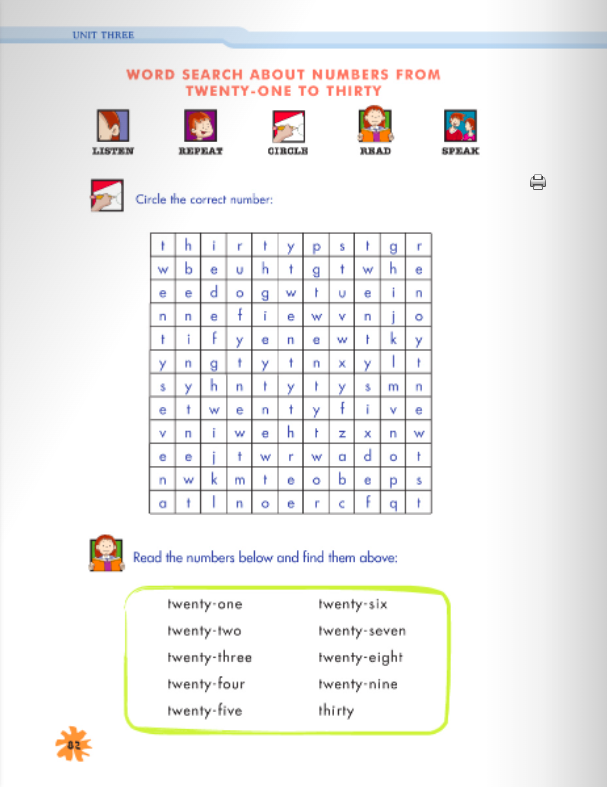 UNIT THREE
WORD SEARCH ABOUT NUMBERS FROM
TWENTY-ONE TO THIRTY
LISTEN REPEAT CIRCLE READ SPEAK
Circle the correct number:
t h i r t y p s t g r
w b e u h t g t w h e
e e d o g w t u e i n
n n e f i e w v n j o
t i f y e n e w t k y
y n g t y t n x y l t
s y h n t y t y s m n
e t w e n t y f i v e
v n i w e h t z x n w
e e j t w r w a d o t
n w k m t e o b e p s
a t l n o e r c f q t
Read the numbers below and find them above:
twenty-one twenty-six
twenty-two twenty-seven
twenty-three twenty-eight
twenty-four twenty-nine
twenty-five thirty
82